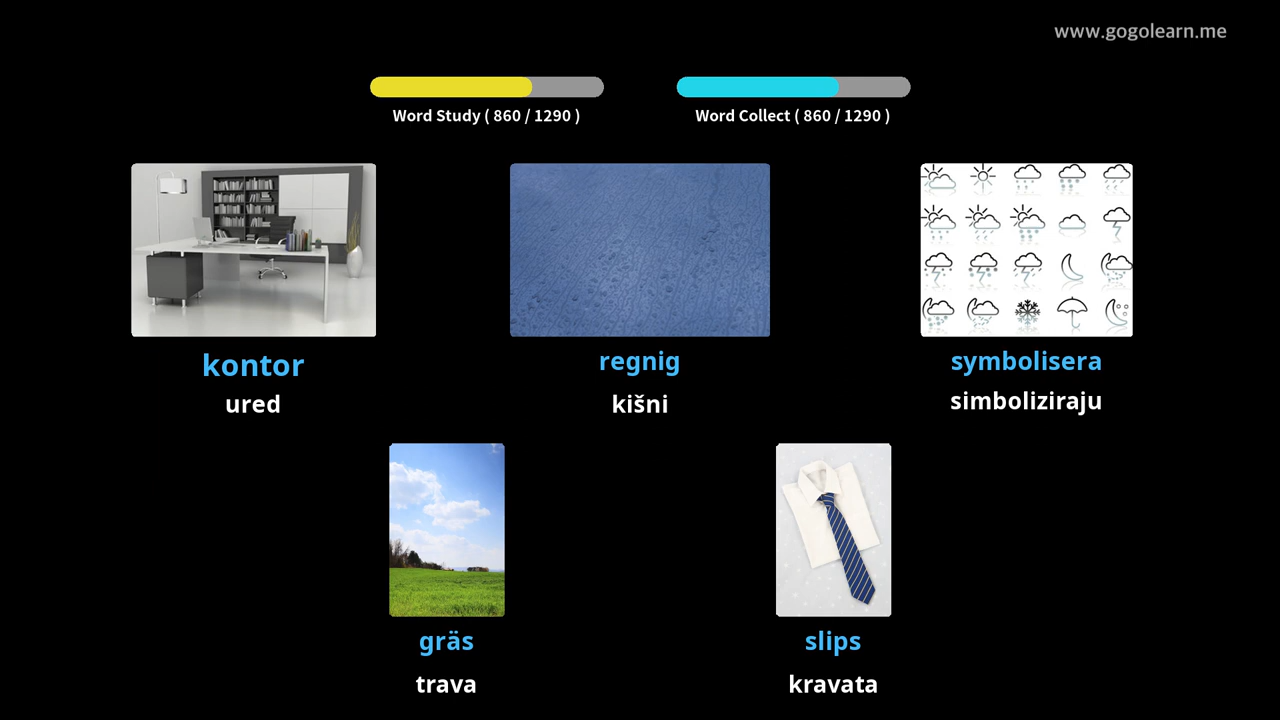 www.gogolearn.me
Word Study ( 860 / 1290 )
Word Collect ( 860 / 1290 )
kontor
ured
regnig
kišni
symbolisera
simboliziraju
gräs
trava
slips
kravata